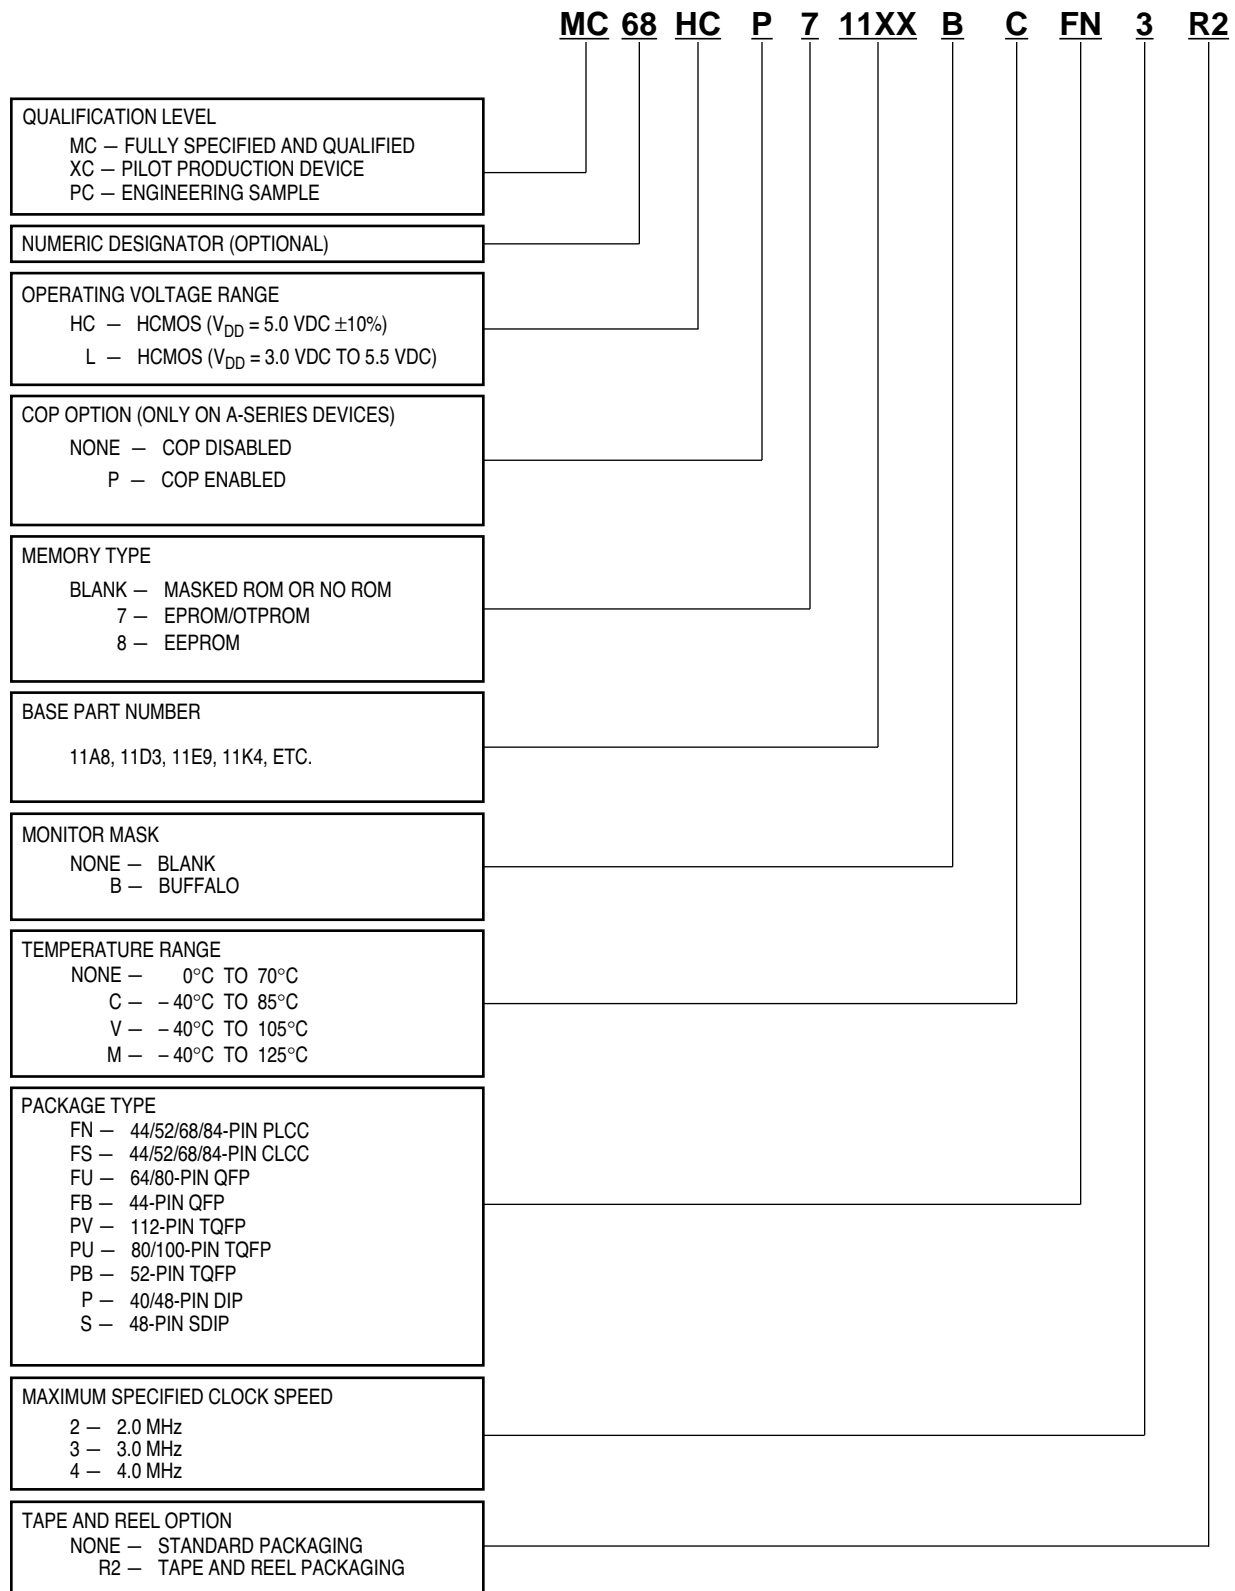 MC 68 HC P 7 11XX B C FN 3 R2
QUALIFICATION LEVEL
MC — FULLY SPECIFIED AND QUALIFIED
XC — PILOT PRODUCTION DEVICE
PC — ENGINEERING SAMPLE
NUMERIC DESIGNATOR (OPTIONAL)
OPERATING VOLTAGE RANGE
HC — HCMOS (VDD = 5.0 VDC ±10%)
L — HCMOS (VDD = 3.0 VDC TO 5.5 VDC)
COP OPTION (ONLY ON A-SERIES DEVICES)
NONE — COP DISABLED
P — COP ENABLED
MEMORY TYPE
BLANK — MASKED ROM OR NO ROM
7 — EPROM/OTPROM
8 — EEPROM
BASE PART NUMBER
11A8, 11D3, 11E9, 11K4, ETC.
MONITOR MASK
NONE — BLANK
B — BUFFALO
TEMPERATURE RANGE
NONE — 0°C TO 70°C
C — – 40°C TO 85°C
V — – 40°C TO 105°C
M — – 40°C TO 125°C
PACKAGE TYPE
FN — 44/52/68/84-PIN PLCC
FS — 44/52/68/84-PIN CLCC
FU — 64/80-PIN QFP
FB — 44-PIN QFP
PV — 112-PIN TQFP
PU — 80/100-PIN TQFP
PB — 52-PIN TQFP
P — 40/48-PIN DIP
S — 48-PIN SDIP
MAXIMUM SPECIFIED CLOCK SPEED
2 — 2.0 MHz
3 — 3.0 MHz
4 — 4.0 MHz
TAPE AND REEL OPTION
NONE — STANDARD PACKAGING
R2 — TAPE AND REEL PACKAGING